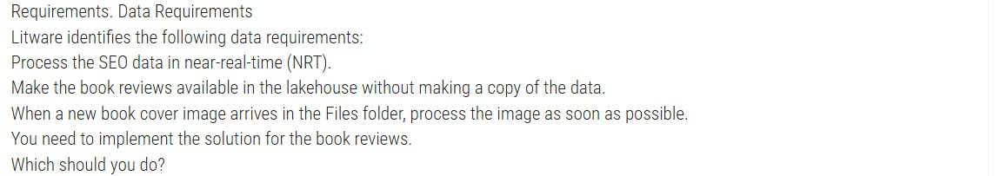 Requirements. Data Requirements
Litware identifies the following data requirements:
Process the SEO data in near-real-time (NRT).
Make the book reviews available in the lakehouse without making a copy of the data.
When a new book cover image arrives in the Files folder, process the image as soon as possible.
You need to implement the solution for the book reviews.
Which should you do?